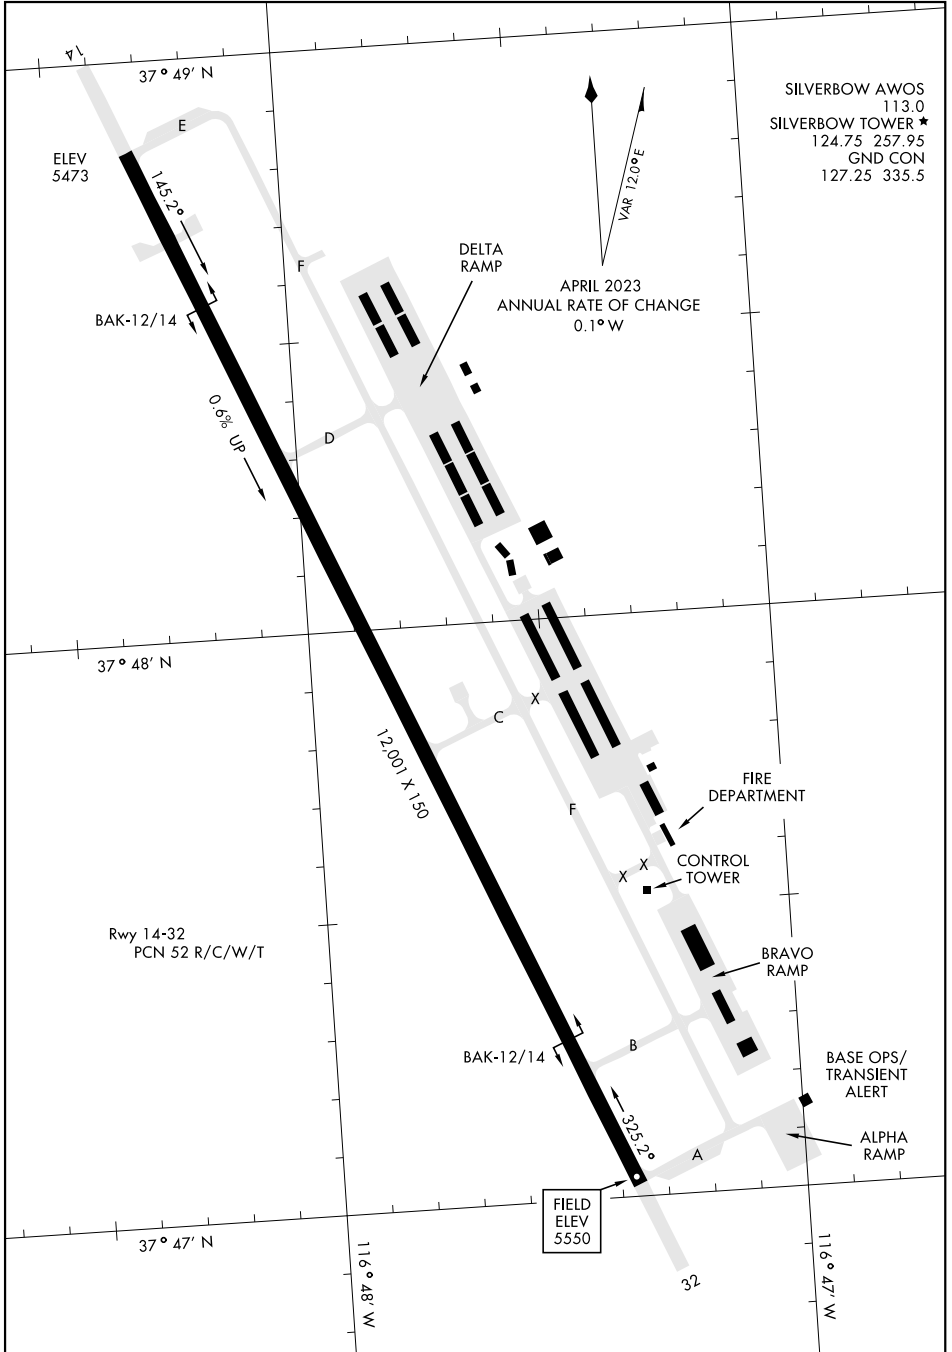 14
37° 49' N
SILVERBOW AWOS
113.0
SILVERBOW TOWER ★
124.75 257.95
GND CON
127.25 335.5
E
ELEV
5473
145.2°
VAR 12.0° E
F
DELTA
RAMP
APRIL 2023
ANNUAL RATE OF CHANGE
0.1° W
BAK-12/14
0.6% UP
D
37° 48' N
X
C
12,001 X 150
F
FIRE
DEPARTMENT
X X
CONTROL
TOWER
Rwy 14-32
PCN 52 R/C/W/T
BRAVO
RAMP
B
BAK-12/14
BASE OPS/
TRANSIENT
ALERT
325.2°
A
ALPHA
RAMP
FIELD
ELEV
5550
37° 47' N
116° 48' W
116° 47' W
32